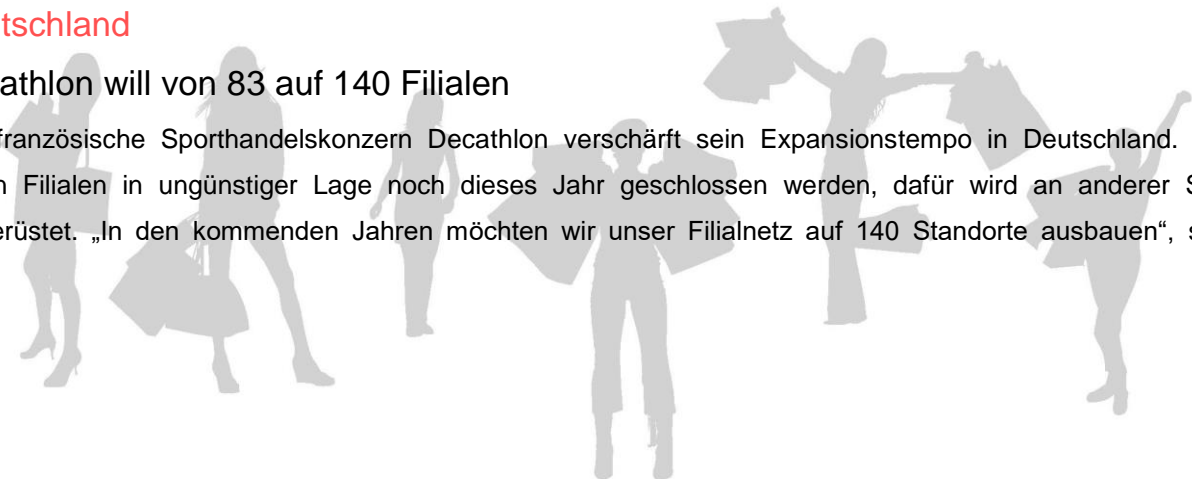 tschland
athlon will von 83 auf 140 Filialen
französische Sporthandelskonzern Decathlon verschärft sein Expansionstempo in Deutschland.
n Filialen in ungünstiger Lage noch dieses Jahr geschlossen werden, dafür wird an anderer S
erüstet. „In den kommenden Jahren möchten wir unser Filialnetz auf 140 Standorte ausbauen“, s